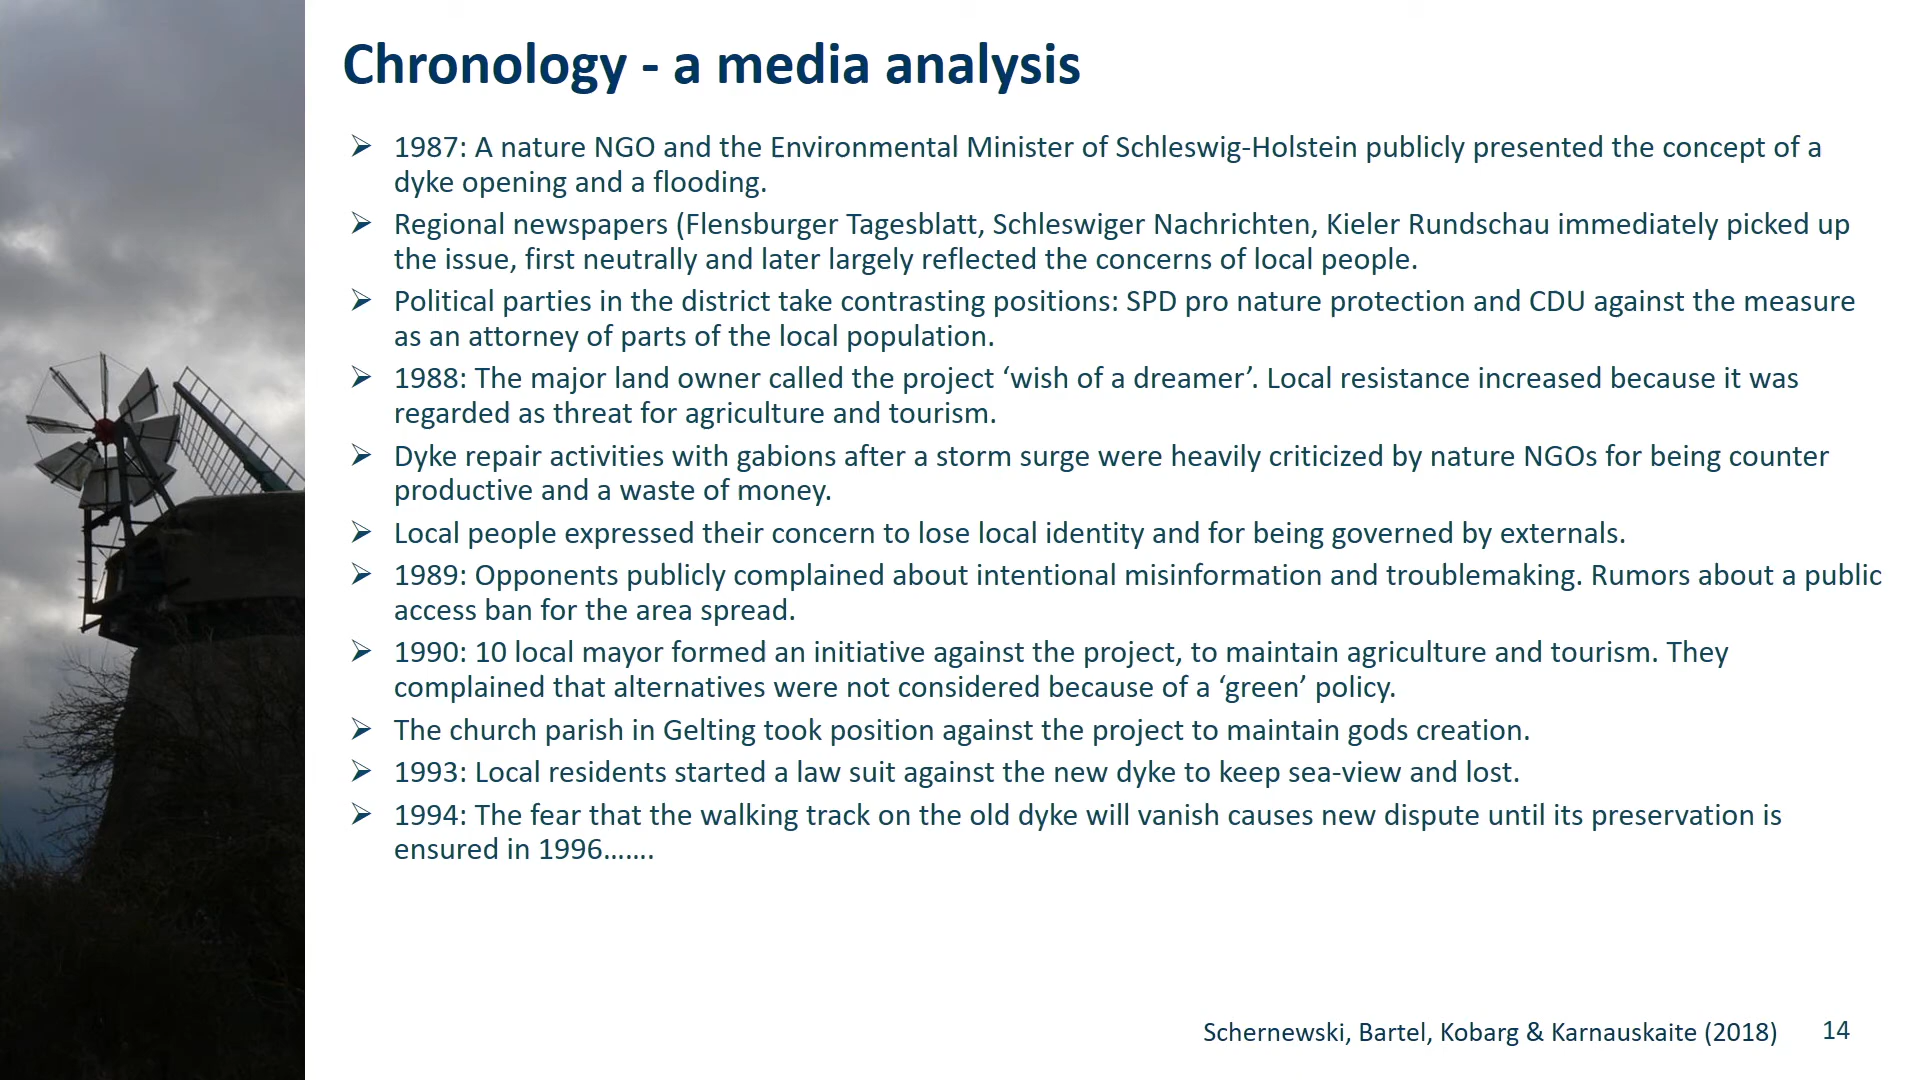 Chronology - a media analysis
➢ 1987: A nature NGO and the Environmental Minister of Schleswig-Holstein publicly presented the concept of a
dyke opening and a flooding.
➢ Regional newspapers (Flensburger Tagesblatt, Schleswiger Nachrichten, Kieler Rundschau immediately picked up
the issue, first neutrally and later largely reflected the concerns of local people.
➢ Political parties in the district take contrasting positions: SPD pro nature protection and CDU against the measure
as an attorney of parts of the local population.
➢ 1988: The major land owner called the project ‘wish of a dreamer’. Local resistance increased because it was
regarded as threat for agriculture and tourism.
➢ Dyke repair activities with gabions after a storm surge were heavily criticized by nature NGOs for being counter
productive and a waste of money.
➢ Local people expressed their concern to lose local identity and for being governed by externals.
➢ 1989: Opponents publicly complained about intentional misinformation and troublemaking. Rumors about a public
access ban for the area spread.
➢ 1990: 10 local mayor formed an initiative against the project, to maintain agriculture and tourism. They
complained that alternatives were not considered because of a ‘green’ policy.
➢ The church parish in Gelting took position against the project to maintain gods creation.
➢ 1993: Local residents started a law suit against the new dyke to keep sea-view and lost.
➢ 1994: The fear that the walking track on the old dyke will vanish causes new dispute until its preservation is
ensured in 1996.......
Schernewski, Bartel, Kobarg & Karnauskaite (2018)
14